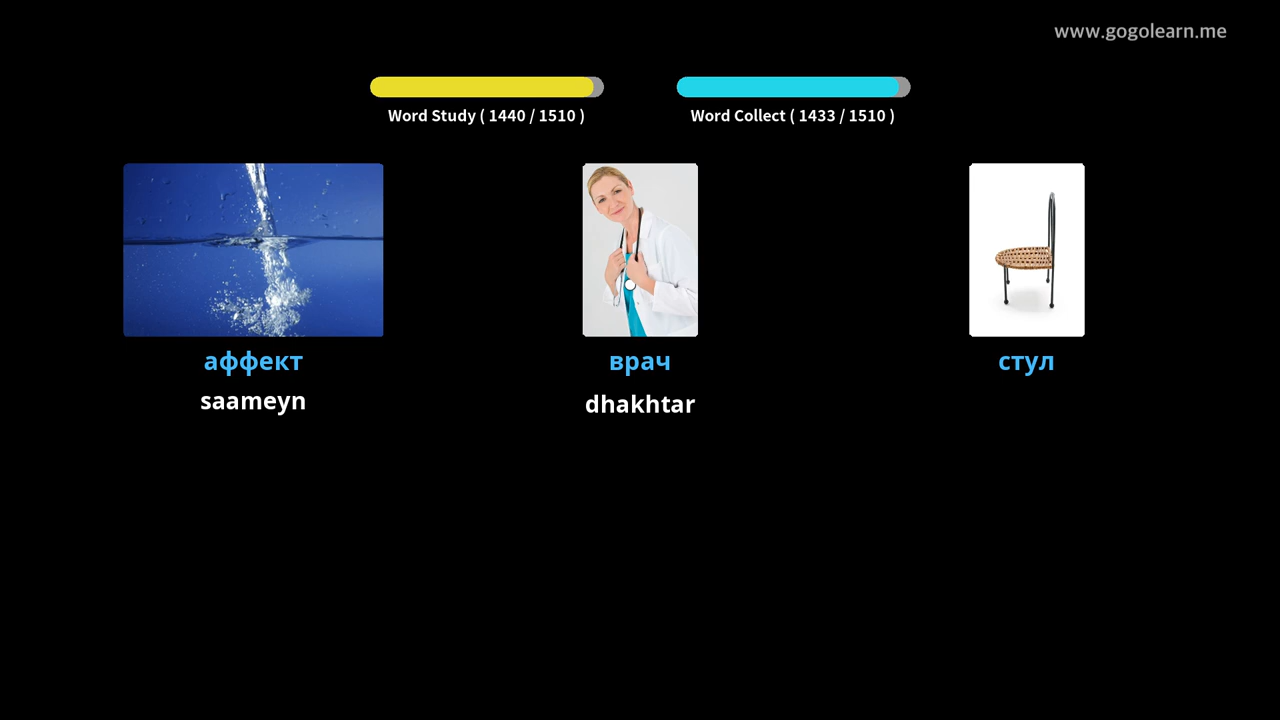 www.gogolearn.me
Word Study ( 1440 / 1510 )
Word Collect ( 1433 / 1510 )
аффект
врач
стул
saameyn
dhakhtar